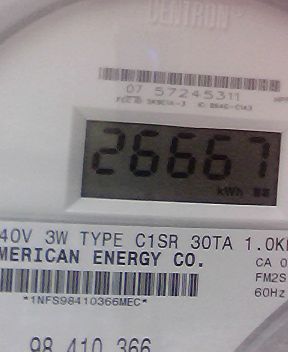 CENTRON
07 57245311
26667
kWh
40V 3W TYPE C1SR 30TA 1.0K
MERICAN ENERGY CO.
CA 0
FM2S
60Hz
*1NFS98410366MEC*
98 410 366